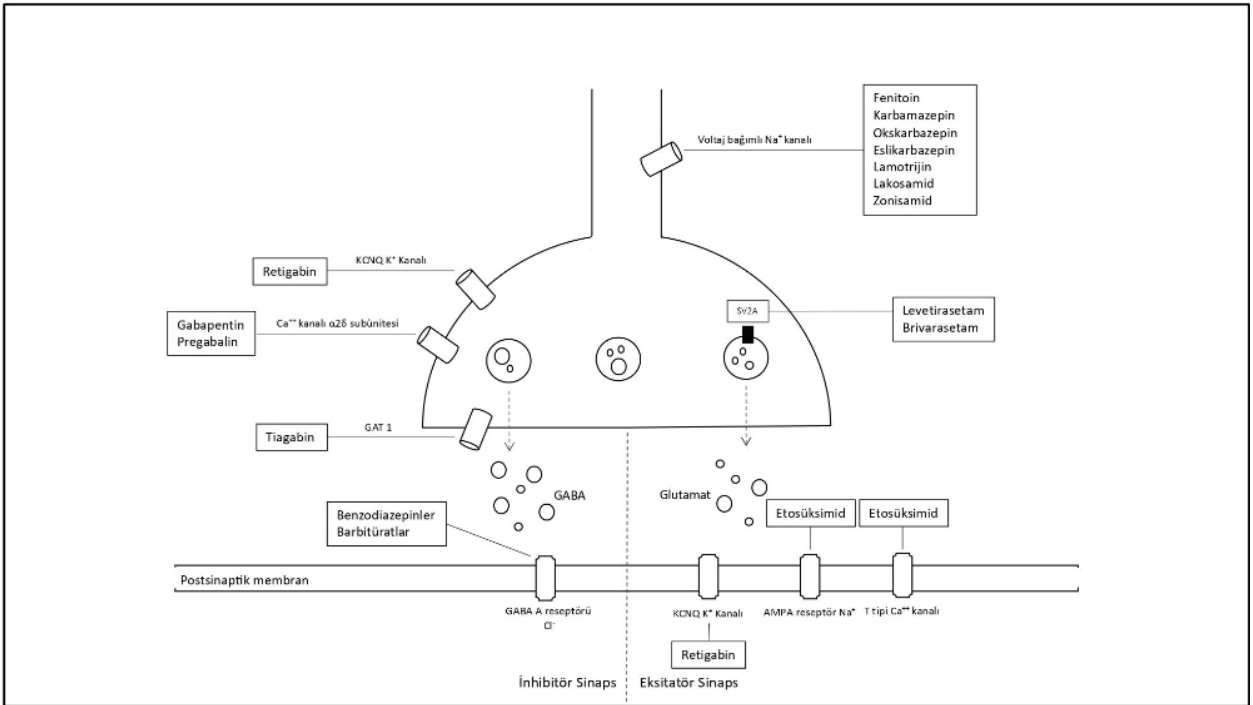 Fenitoin
Karbamazepin
Okskarbazepin
Eslikarbazepin
Lamotrijin
Lakosamid
Zonisamid
Voltaj bağımlı Na⁺ kanalı
Retigabin
KCNQ K⁺ Kanalı
Gabapentin
Pregabalin
Ca⁺⁺ kanalı α2δ subünitesi
SV2A
Levetirasetam
Brivarasetam
Tiagabin
GAT 1
GABA
Glutamat
Benzodiazepinler
Barbitüratlar
Etosüksimid
Etosüksimid
Postsinaptik membran
GABA A reseptörü
Cl⁻
KCNQ K⁺ Kanalı
AMPA reseptör Na⁺
T tipi Ca⁺⁺ kanalı
Retigabin
İnhibitör Sinaps
Eksitatör Sinaps